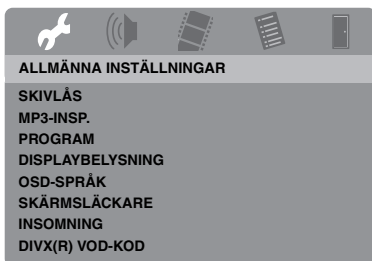 ALLMÄNNA INSTÄLLNINGAR
SKIVLÅS
MP3-INSP.
PROGRAM
DISPLAYBELYSNING
OSD-SPRÅK
SKÄRMSLÄCKARE
INSOMNING
DIVX(R) VOD-KOD